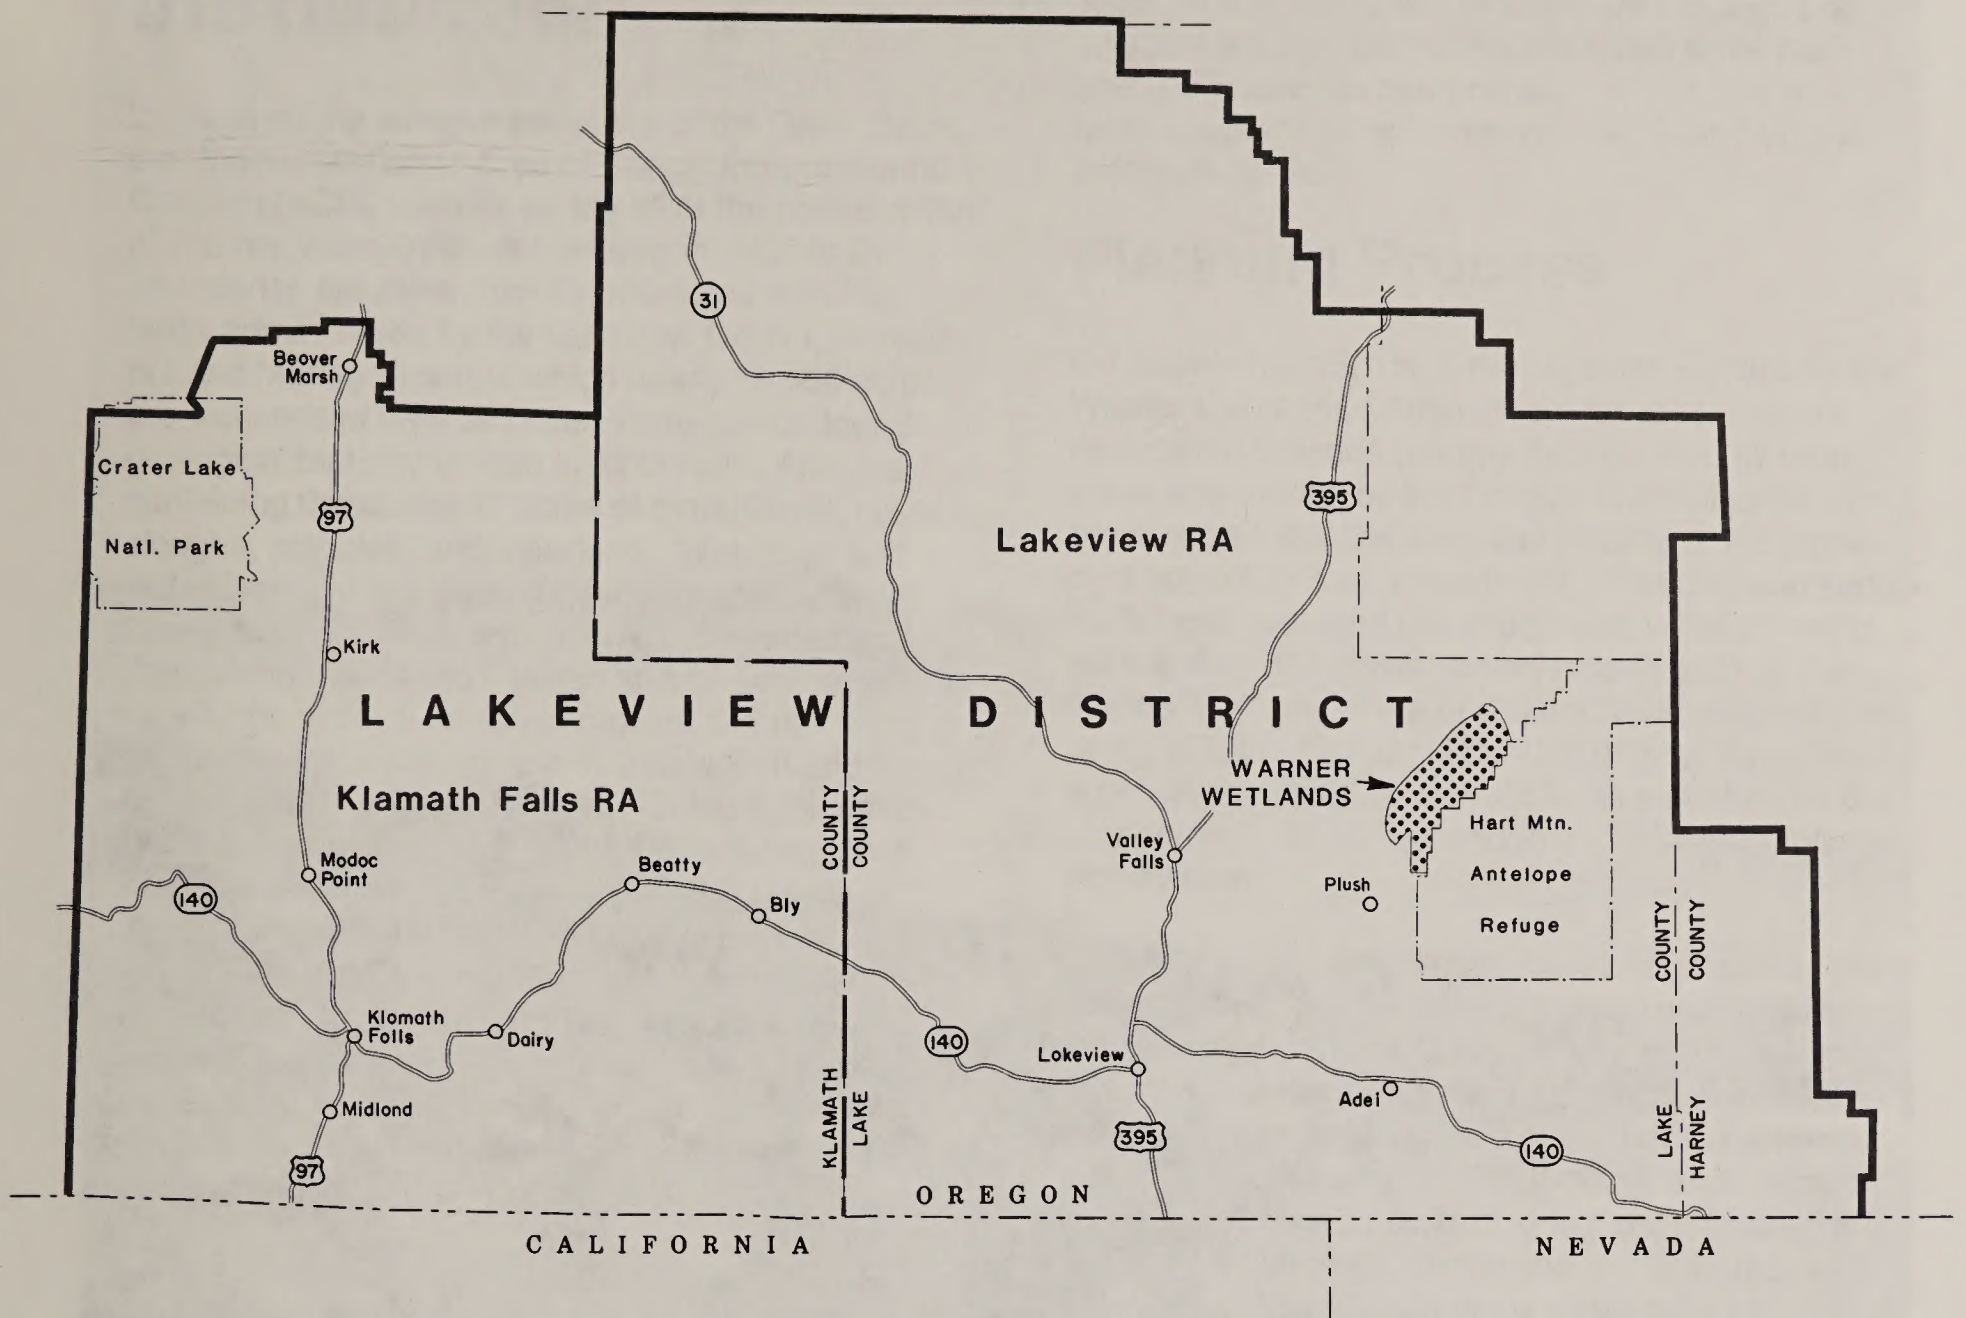 31
Beaver
Marsh
Crater Lake
Natl. Park
97
395
Lakeview RA
Kirk
LAKEVIEW DISTRICT
WARNER
WETLANDS
Klamath Falls RA
COUNTY
COUNTY
Hart Mtn.
Antelope
Refuge
Valley
Falls
Modoc
Point
Beatty
Plush
140
Bly
COUNTY
COUNTY
Klamath
Falls
Dairy
140
Lakeview
Adel
KLAMATH
LAKE
LAKE
HARNEY
Midland
395
140
97
OREGON
CALIFORNIA
NEVADA